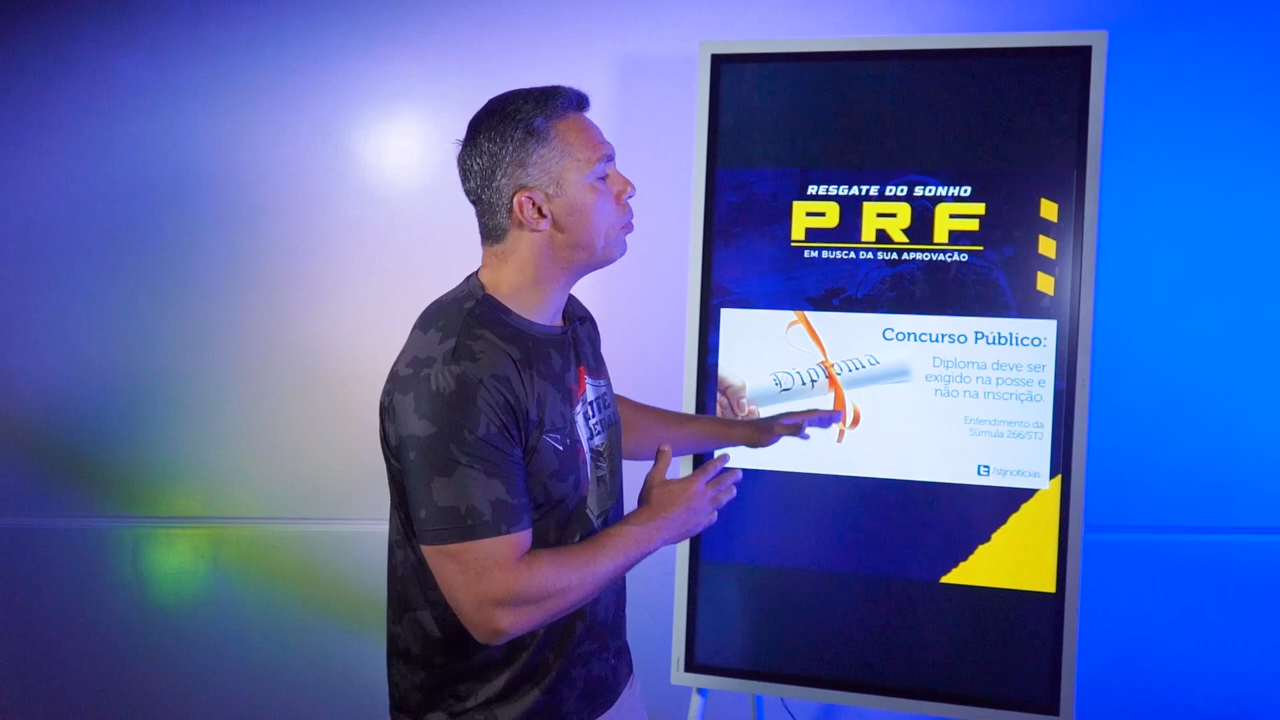 RESGATE DO SONHO
PRF
EM BUSCA DA SUA APROVAÇÃO
Concurso Público:
Diploma
Diploma deve ser
exigido na posse e
não na inscrição.
Entendimento da
Súmula 266/STJ
/stjnoticias